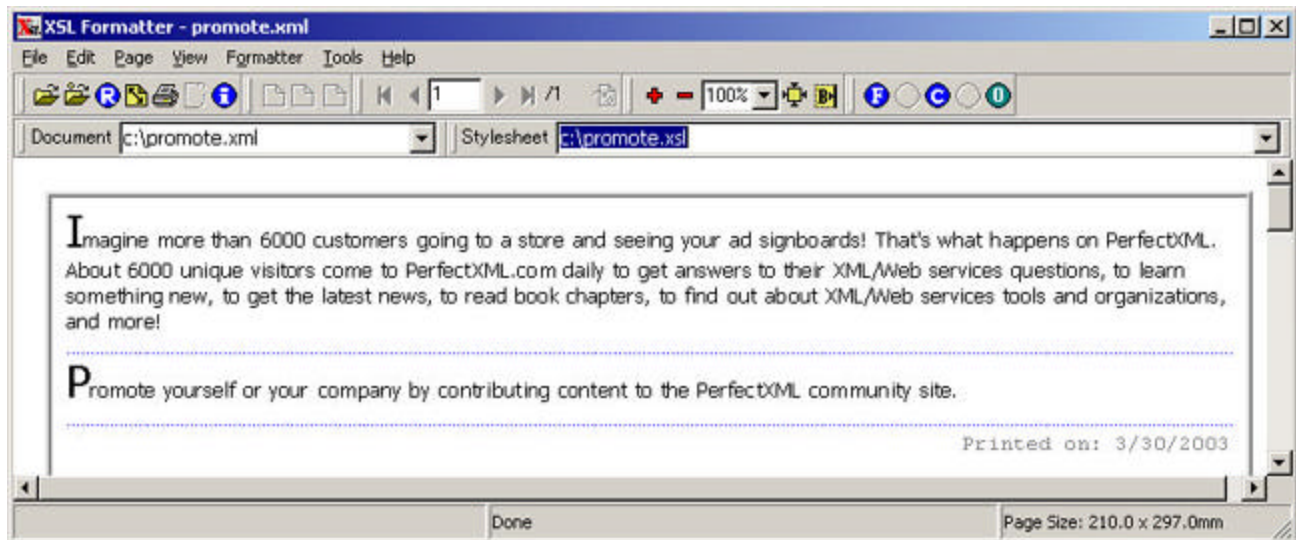 XSL Formatter - promote.xml
File Edit Page View Formatter Tools Help
R i 1 /1 100% B F C O
Document c:\promote.xml Stylesheet c:\promote.xsl
Imagine more than 6000 customers going to a store and seeing your ad signboards! That's what happens on PerfectXML.
About 6000 unique visitors come to PerfectXML.com daily to get answers to their XML/Web services questions, to learn
something new, to get the latest news, to read book chapters, to find out about XML/Web services tools and organizations,
and more!
Promote yourself or your company by contributing content to the PerfectXML community site.
Printed on: 3/30/2003
Done Page Size: 210.0 x 297.0mm